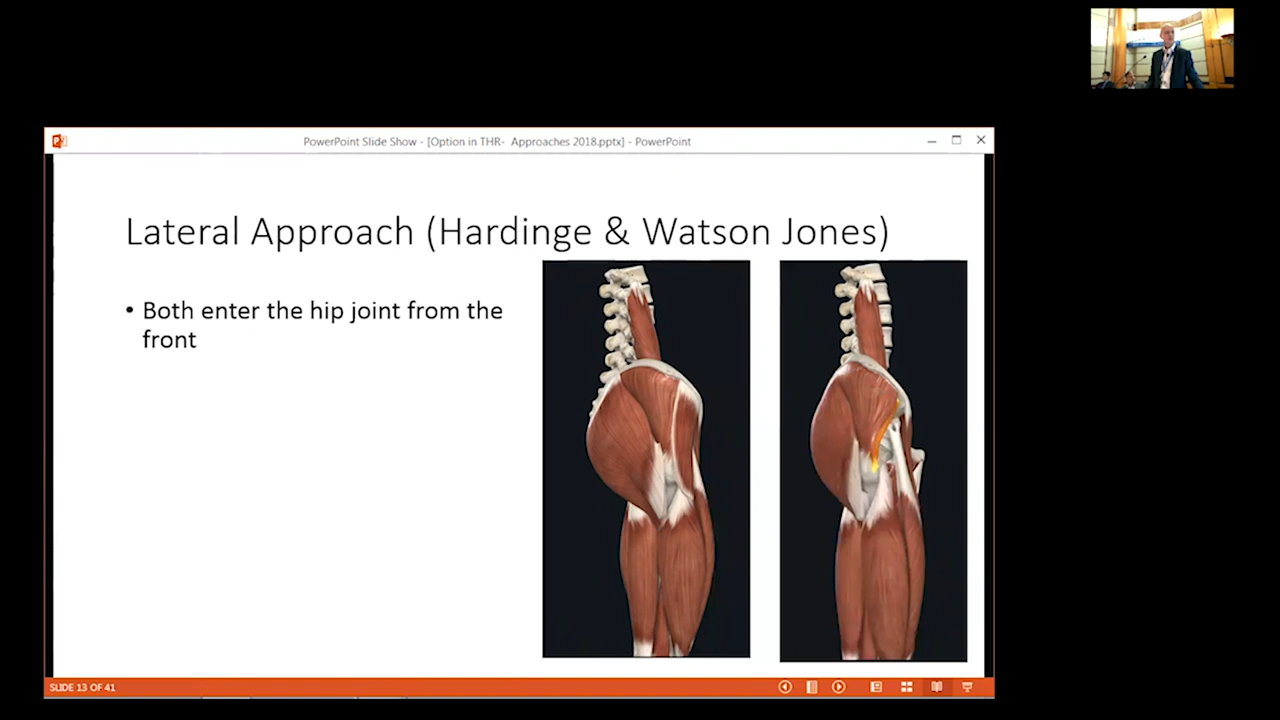 PowerPoint Slide Show - [Option in THR- Approaches 2018.pptx] - PowerPoint
Lateral Approach (Hardinge & Watson Jones)
• Both enter the hip joint from the
front
SLIDE 13 OF 41